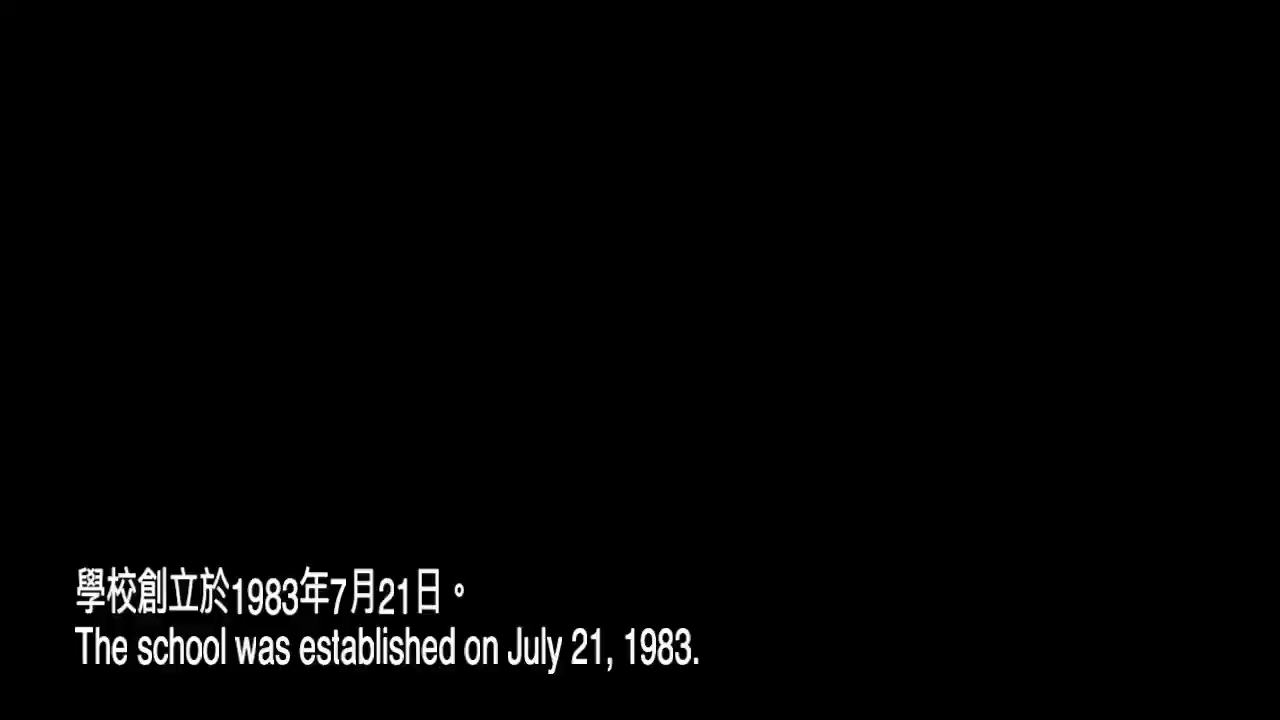 學校創立於1983年7月21日。
The school was established on July 21, 1983.